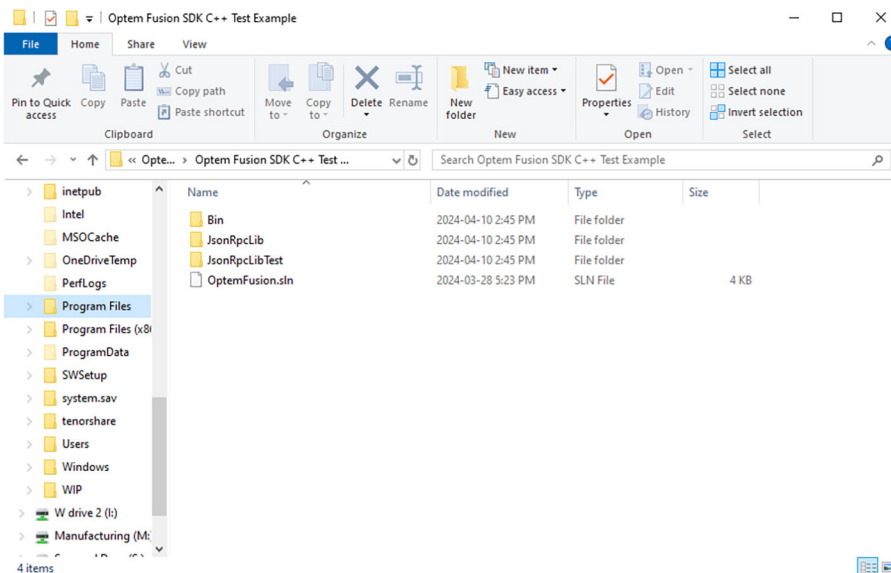 Optem Fusion SDK C++ Test Example
File Home Share View
Pin to Quick access
Copy
Paste
Cut
Copy path
Paste shortcut
Clipboard
Move to
Copy to
Delete
Rename
Organize
New folder
New item
Easy access
New
Properties
Open
Edit
History
Open
Select all
Select none
Invert selection
Select
« Opte... > Optem Fusion SDK C++ Test ...
Search Optem Fusion SDK C++ Test Example
inetpub
Intel
MSOCache
OneDriveTemp
PerfLogs
Program Files
Program Files (x8
ProgramData
SWSetup
system.sav
tenorshare
Users
Windows
WIP
W drive 2 (I:)
Manufacturing (M:
Name Date modified Type Size
Bin 2024-04-10 2:45 PM File folder
JsonRpcLib 2024-04-10 2:45 PM File folder
JsonRpcLibTest 2024-04-10 2:45 PM File folder
OptemFusion.sln 2024-03-28 5:23 PM SLN File 4 KB
4 items